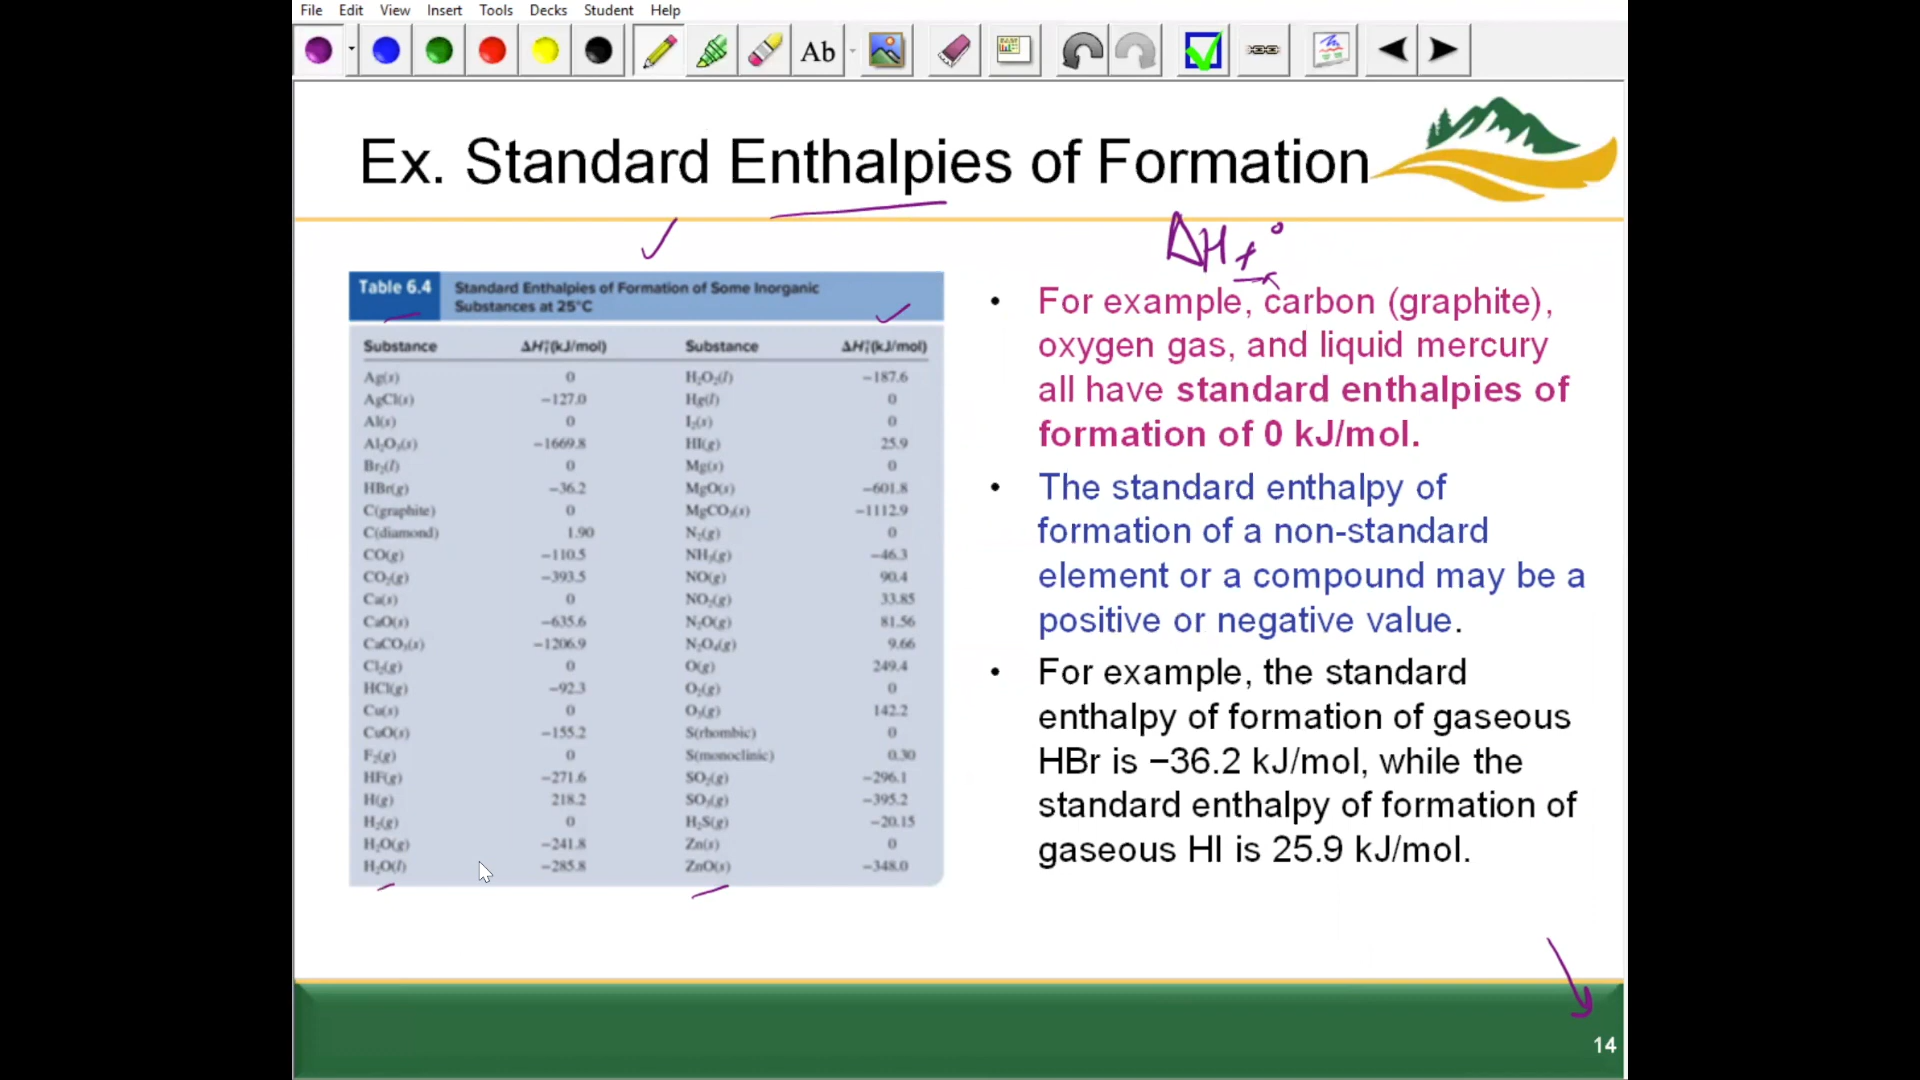 File Edit View Insert Tools Decks Student Help
Ab
Ex. Standard Enthalpies of Formation
ΔHf°
Table 6.4 Standard Enthalpies of Formation of Some Inorganic
Substances at 25°C
Substance ΔH°f(kJ/mol) Substance ΔH°f(kJ/mol)
Ag(s) 0 H₂O₂(l) −187.6
AgCl(s) −127.0 Hg(l) 0
Al(s) 0 I₂(s) 0
Al₂O₃(s) −1669.8 HI(g) 25.9
Br₂(l) 0 Mg(s) 0
HBr(g) −36.2 MgO(s) −601.8
C(graphite) 0 MgCO₃(s) −1112.9
C(diamond) 1.90 N₂(g) 0
CO(g) −110.5 NH₃(g) −46.3
CO₂(g) −393.5 NO(g) 90.4
Ca(s) 0 NO₂(g) 33.85
CaO(s) −635.6 N₂O(g) 81.56
CaCO₃(s) −1206.9 N₂O₄(g) 9.66
Cl₂(g) 0 O(g) 249.4
HCl(g) −92.3 O₂(g) 0
Cu(s) 0 O₃(g) 142.2
CuO(s) −155.2 S(rhombic) 0
F₂(g) 0 S(monoclinic) 0.30
HF(g) −271.6 SO₂(g) −296.1
H(g) 218.2 SO₃(g) −395.2
H₂(g) 0 H₂S(g) −20.15
H₂O(g) −241.8 Zn(s) 0
H₂O(l) −285.8 ZnO(s) −348.0
• For example, carbon (graphite),
oxygen gas, and liquid mercury
all have standard enthalpies of
formation of 0 kJ/mol.
• The standard enthalpy of
formation of a non-standard
element or a compound may be a
positive or negative value.
• For example, the standard
enthalpy of formation of gaseous
HBr is −36.2 kJ/mol, while the
standard enthalpy of formation of
gaseous HI is 25.9 kJ/mol.
14